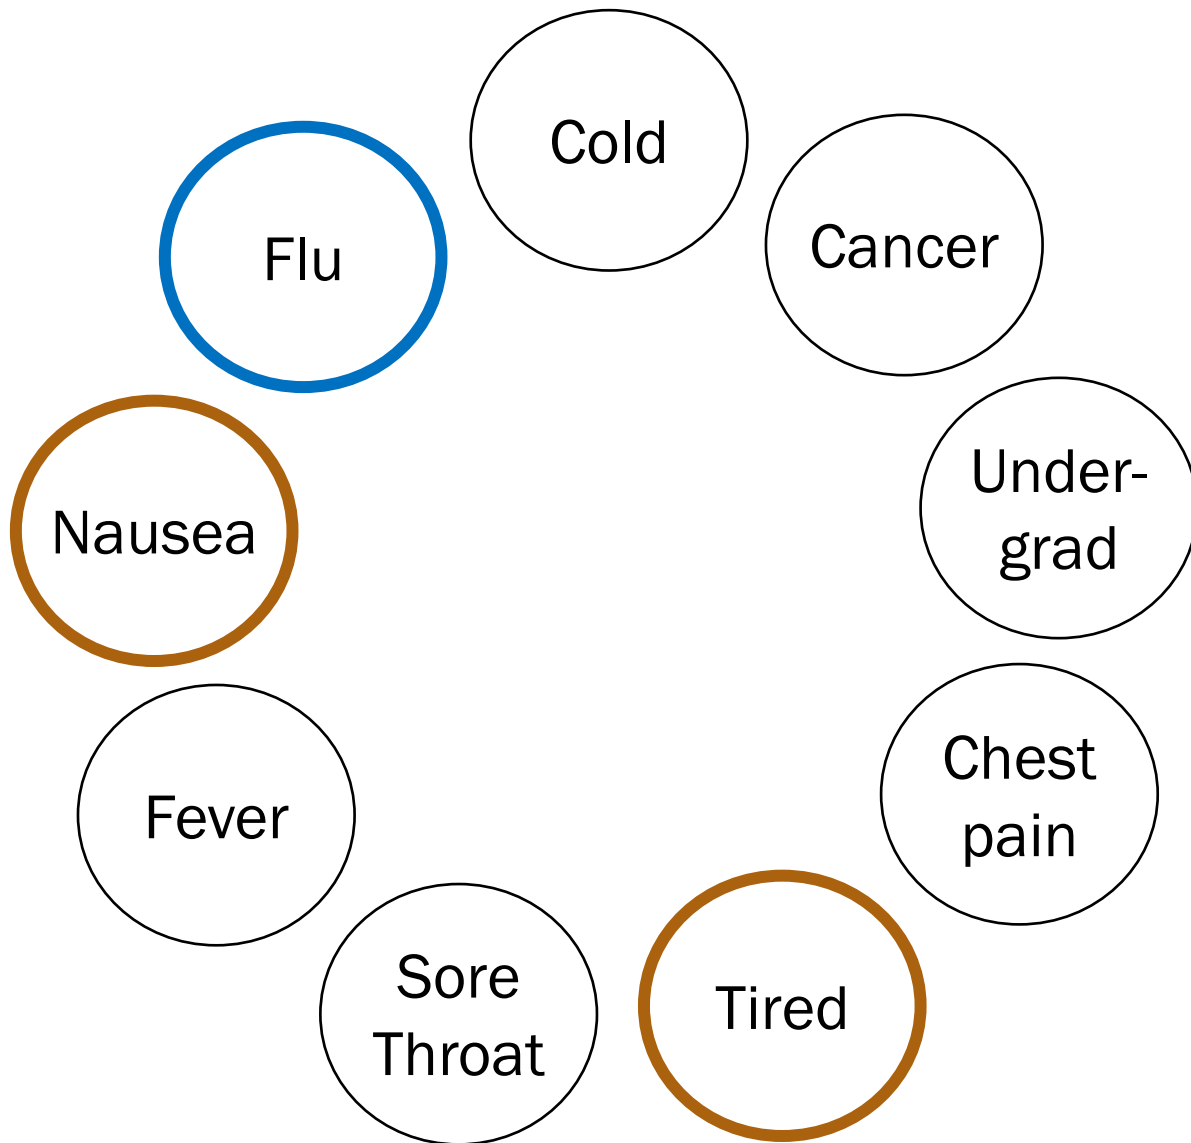 Cold
Flu
Cancer
Under-
grad
Nausea
Chest
pain
Fever
Sore
Throat
Tired